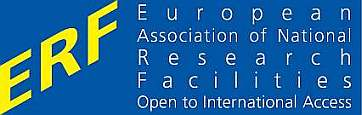 ERF
European
Association of National
Research
Facilities
Open to International Access